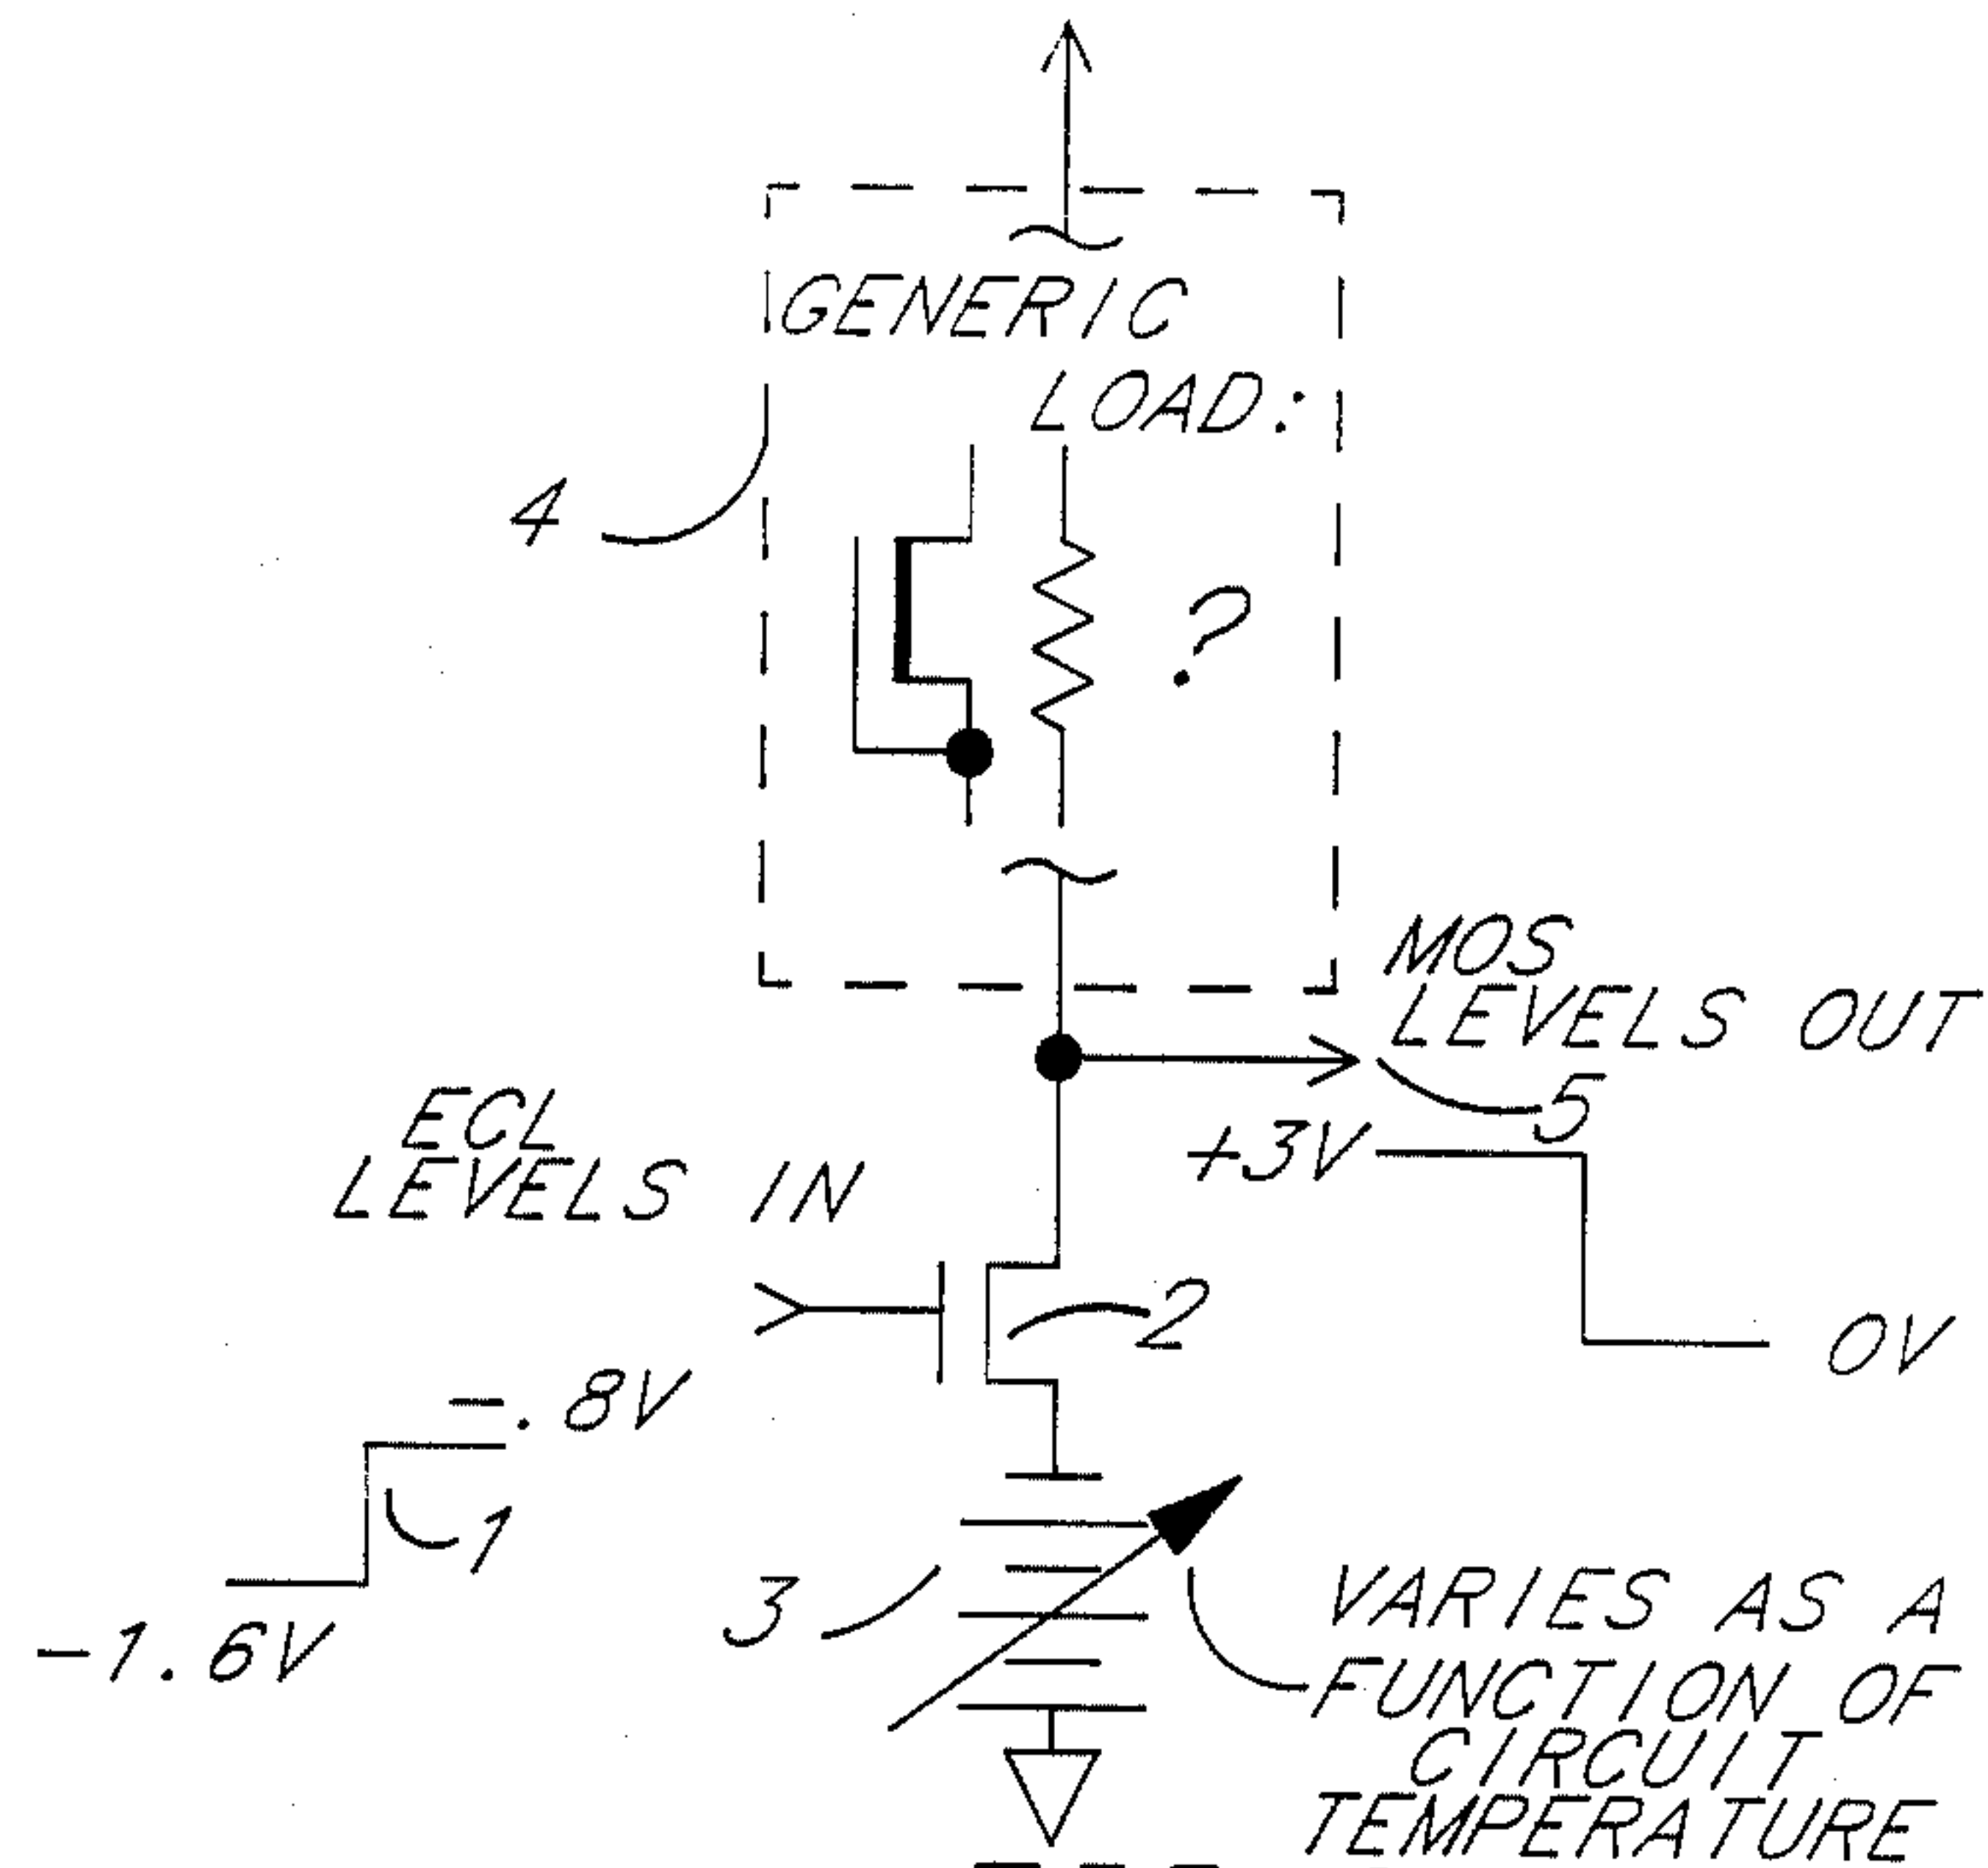 GENERIC
LOAD:
4
?
MOS
LEVELS OUT
5
ECL
LEVELS IN
+3V
2
0V
-.8V
1
3
-1.6V
VARIES AS A
FUNCTION OF
CIRCUIT
TEMPERATURE